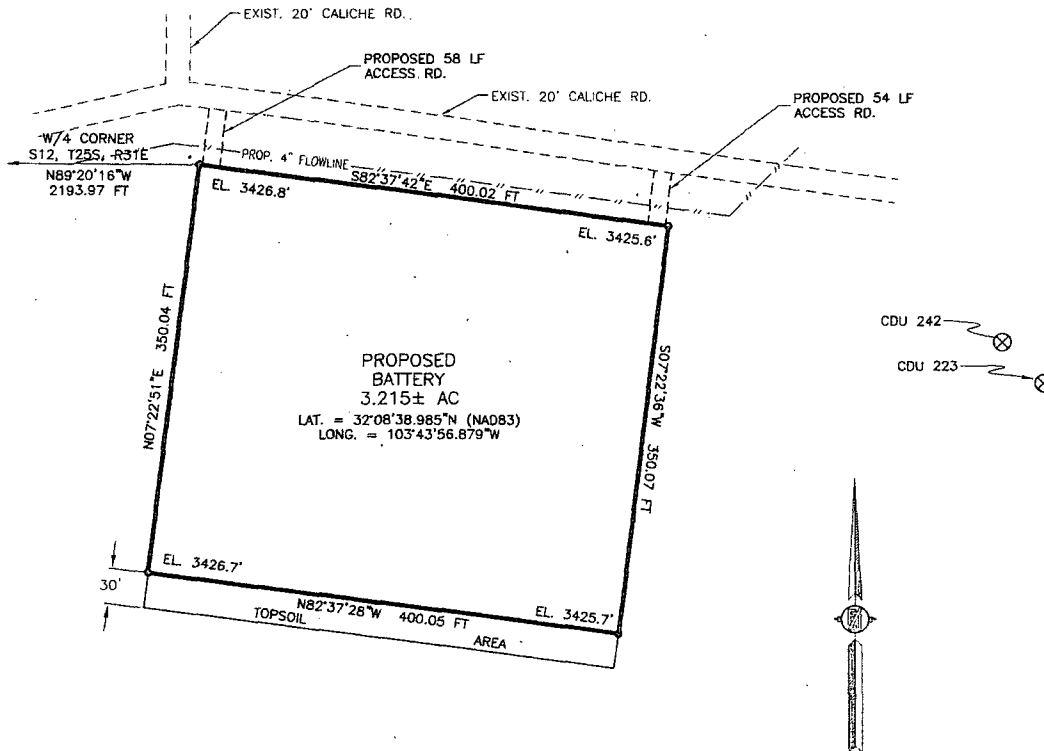 EXIST. 20' CALICHE RD.
PROPOSED 58 LF
ACCESS RD.
EXIST. 20' CALICHE RD.
PROPOSED 54 LF
ACCESS RD.
W/4 CORNER
S12, T25S, R31E
N89°20'16"W
2193.97 FT
PROP. 4" FLOWLINE
S82°37'42"E 400.02 FT
EL. 3426.8'
EL. 3425.6'
N07°22'51"E 350.04 FT
S07°22'36"W 350.07 FT
CDU 242
CDU 223
PROPOSED
BATTERY
3.215± AC
LAT. = 32°08'38.985"N (NAD83)
LONG. = 103°43'56.879"W
EL. 3426.7'
EL. 3425.7'
30'
N82°37'28"W 400.05 FT
TOPSOIL AREA